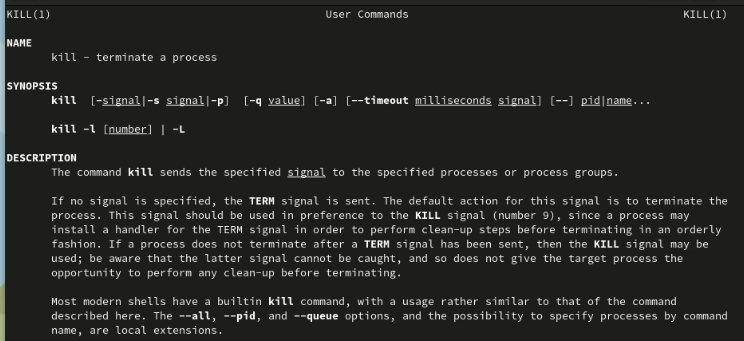 KILL(1) User Commands KILL(1)
NAME
kill - terminate a process
SYNOPSIS
kill [-signal|-s signal|-p] [-q value] [-a] [--timeout milliseconds signal] [--] pid|name...
kill -l [number] | -L
DESCRIPTION
The command kill sends the specified signal to the specified processes or process groups.
If no signal is specified, the TERM signal is sent. The default action for this signal is to terminate the
process. This signal should be used in preference to the KILL signal (number 9), since a process may
install a handler for the TERM signal in order to perform clean-up steps before terminating in an orderly
fashion. If a process does not terminate after a TERM signal has been sent, then the KILL signal may be
used; be aware that the latter signal cannot be caught, and so does not give the target process the
opportunity to perform any clean-up before terminating.
Most modern shells have a builtin kill command, with a usage rather similar to that of the command
described here. The --all, --pid, and --queue options, and the possibility to specify processes by command
name, are local extensions.